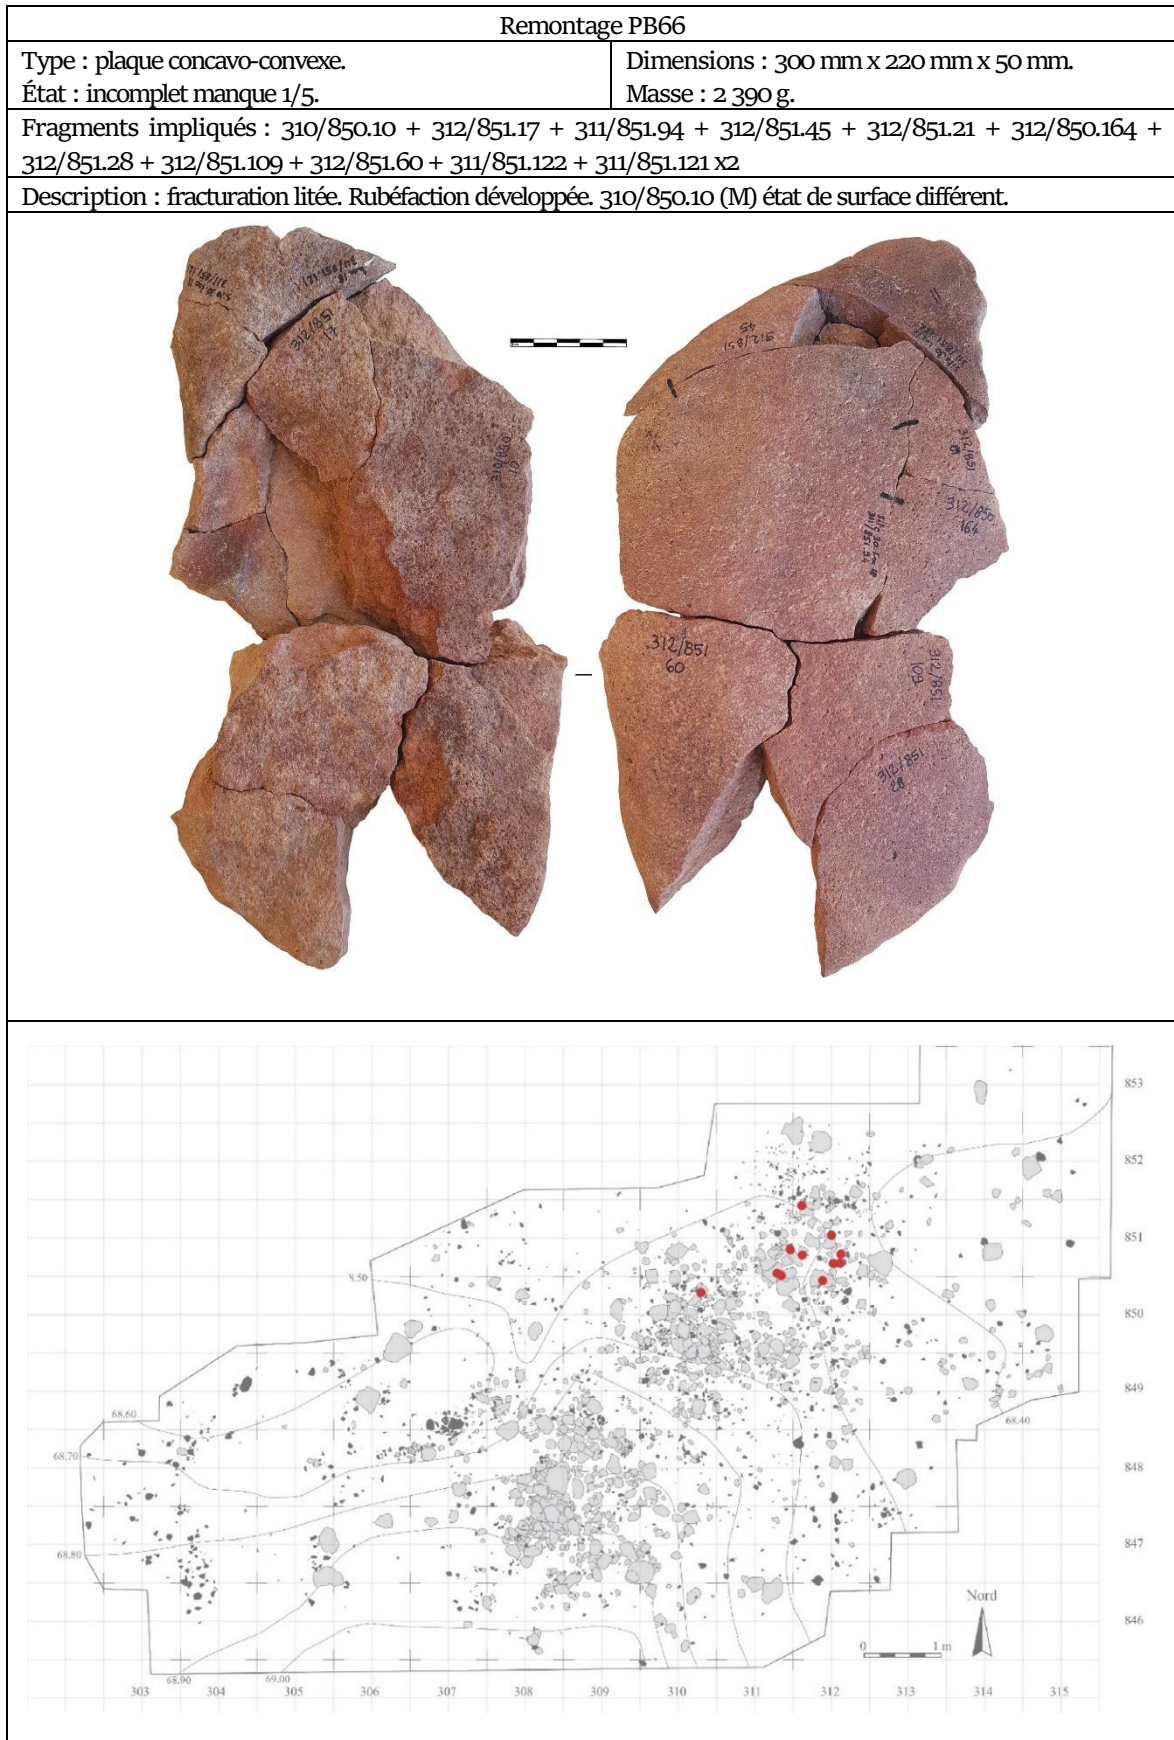 Remontage PB66
Type : plaque concavo-convexe.
État : incomplet manque 1/5.
Dimensions : 300 mm x 220 mm x 50 mm.
Masse : 2 390 g.
Fragments impliqués : 310/850.10 + 312/851.17 + 311/851.94 + 312/851.45 + 312/851.21 + 312/850.164 +
312/851.28 + 312/851.109 + 312/851.60 + 311/851.122 + 311/851.121 x2
Description : fracturation litée. Rubéfaction développée. 310/850.10 (M) état de surface différent.
312/851
17
310/850
10
312/851
45
312/851
312/850
164
312/851
60
312/851
109
312/851
28
853
852
851
850
849
848
847
846
8.50
68.60
68.70
68.80
68.90
69.00
68.40
Nord
0 1 m
303 304 305 306 307 308 309 310 311 312 313 314 315